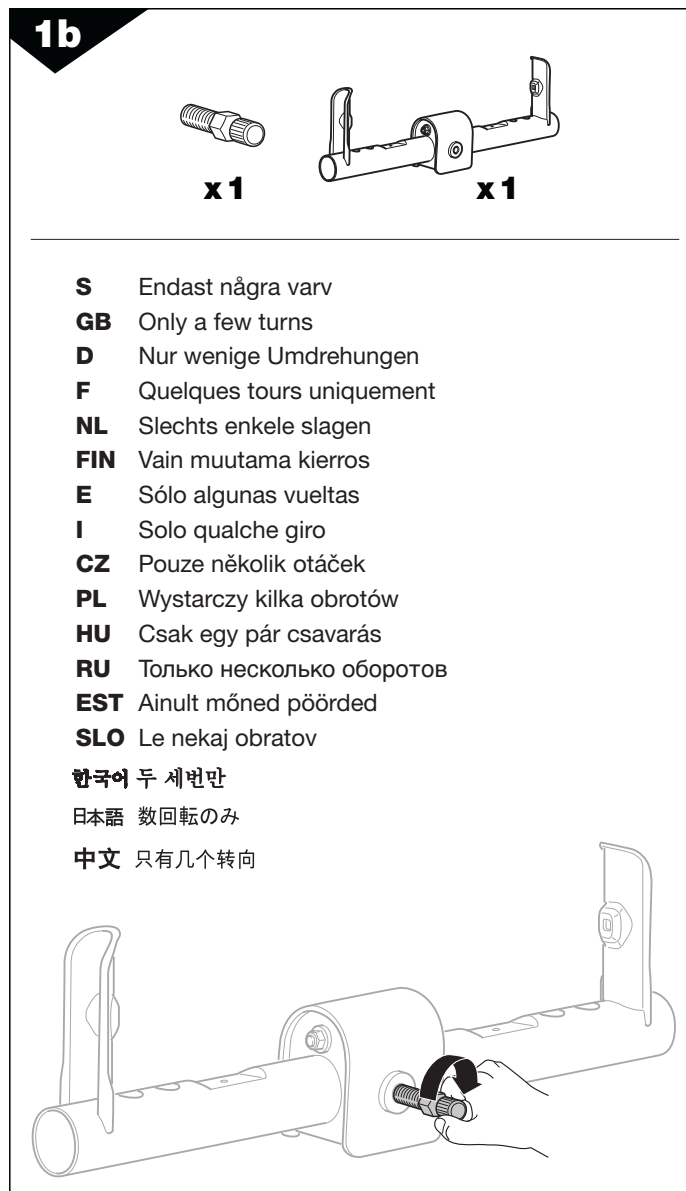 1b
x 1 x 1
S Endast några varv
GB Only a few turns
D Nur wenige Umdrehungen
F Quelques tours uniquement
NL Slechts enkele slagen
FIN Vain muutama kierros
E Sólo algunas vueltas
I Solo qualche giro
CZ Pouze několik otáček
PL Wystarczy kilka obrotów
HU Csak egy pár csavarás
RU Только несколько оборотов
EST Ainult mőned pöörded
SLO Le nekaj obratov
한국어 두 세번만
日本語 数回転のみ
中文 只有几个转向